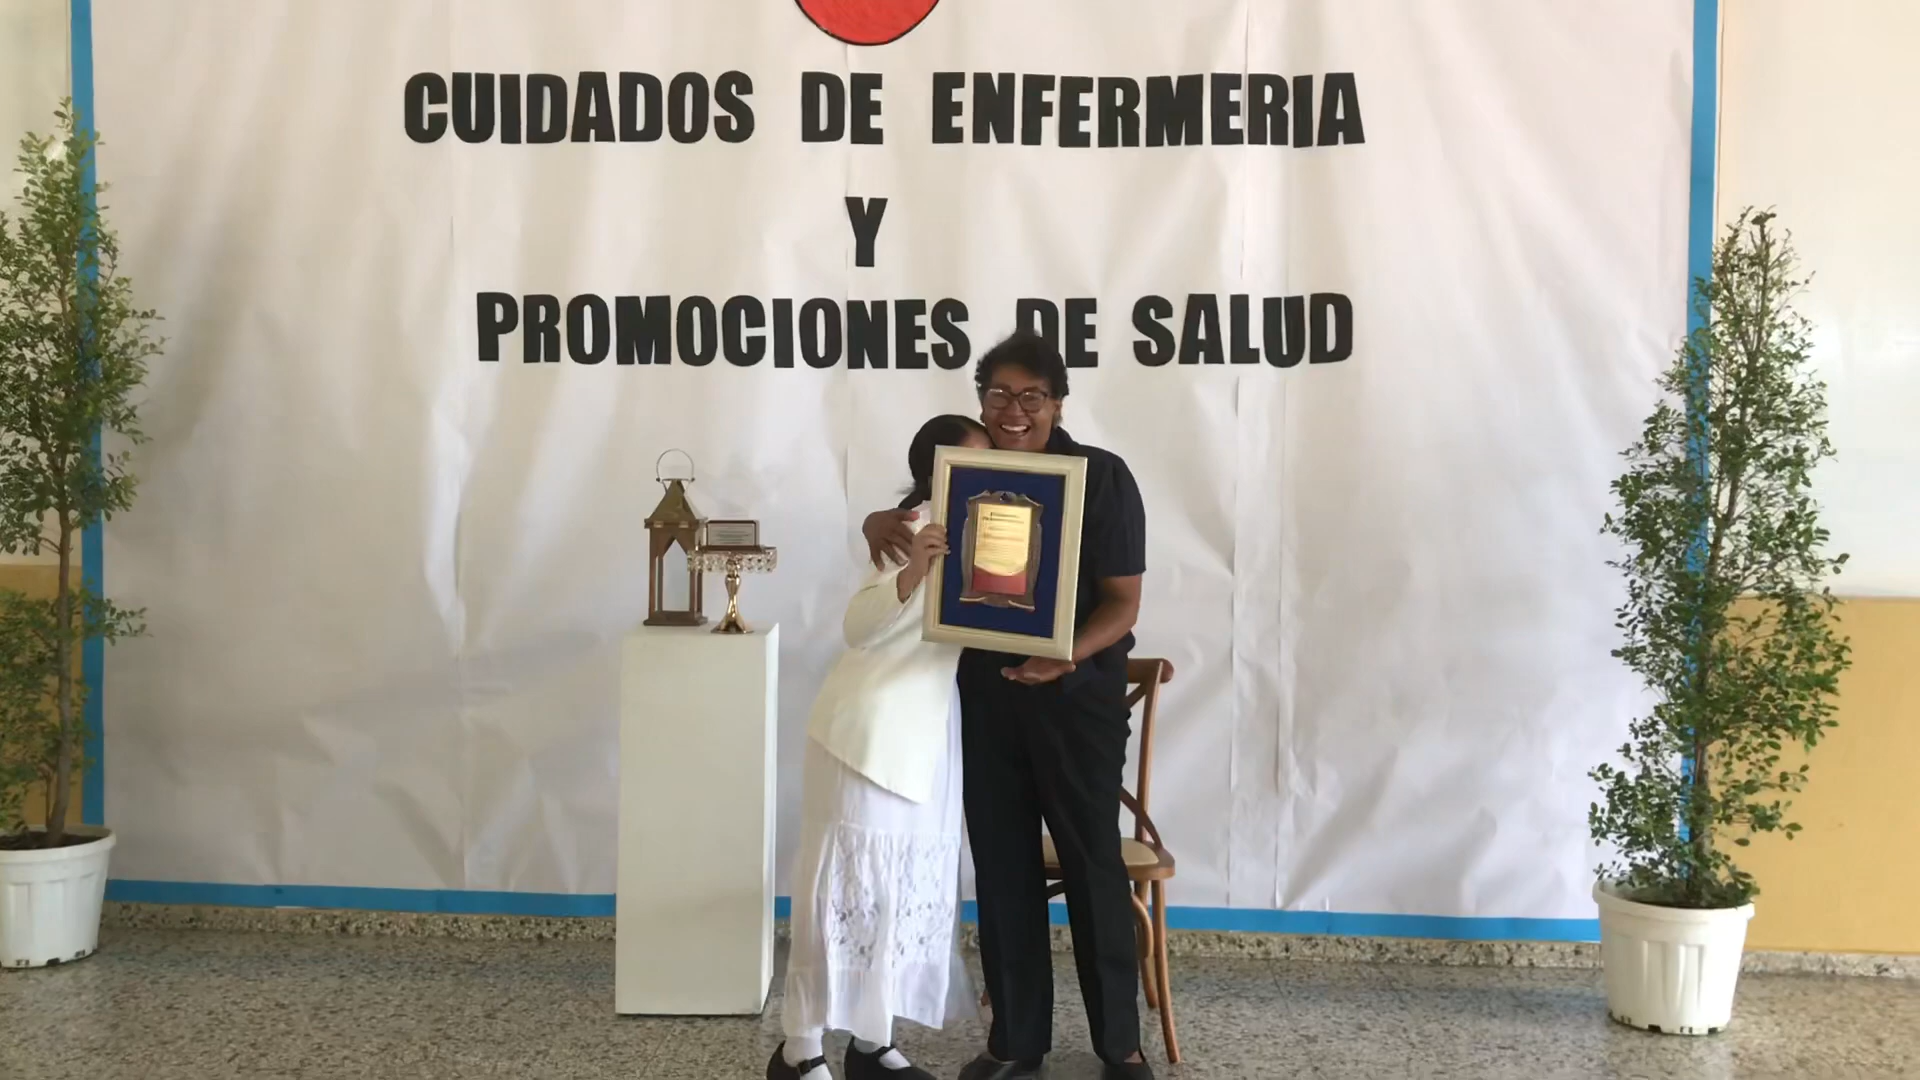 CUIDADOS DE ENFERMERIA
Y
PROMOCIONES DE SALUD